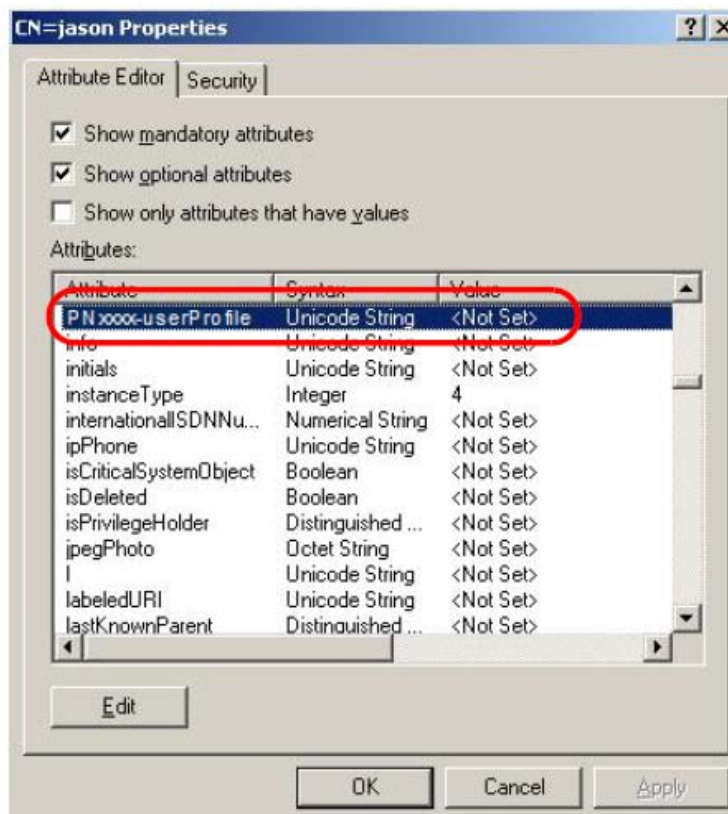 CN=jason Properties
Attribute Editor Security
Show mandatory attributes
Show optional attributes
Show only attributes that have values
Attributes:
Attribute Syntax Value
PNxxxx-userProfile Unicode String <Not Set>
info Unicode String <Not Set>
initials Unicode String <Not Set>
instanceType Integer 4
internationalISDNNu... Numerical String <Not Set>
ipPhone Unicode String <Not Set>
isCriticalSystemObject Boolean <Not Set>
isDeleted Boolean <Not Set>
isPrivilegeHolder Distinguished ... <Not Set>
jpegPhoto Octet String <Not Set>
l Unicode String <Not Set>
labeledURI Unicode String <Not Set>
lastKnownParent Distinguished ... <Not Set>
Edit
OK Cancel Apply